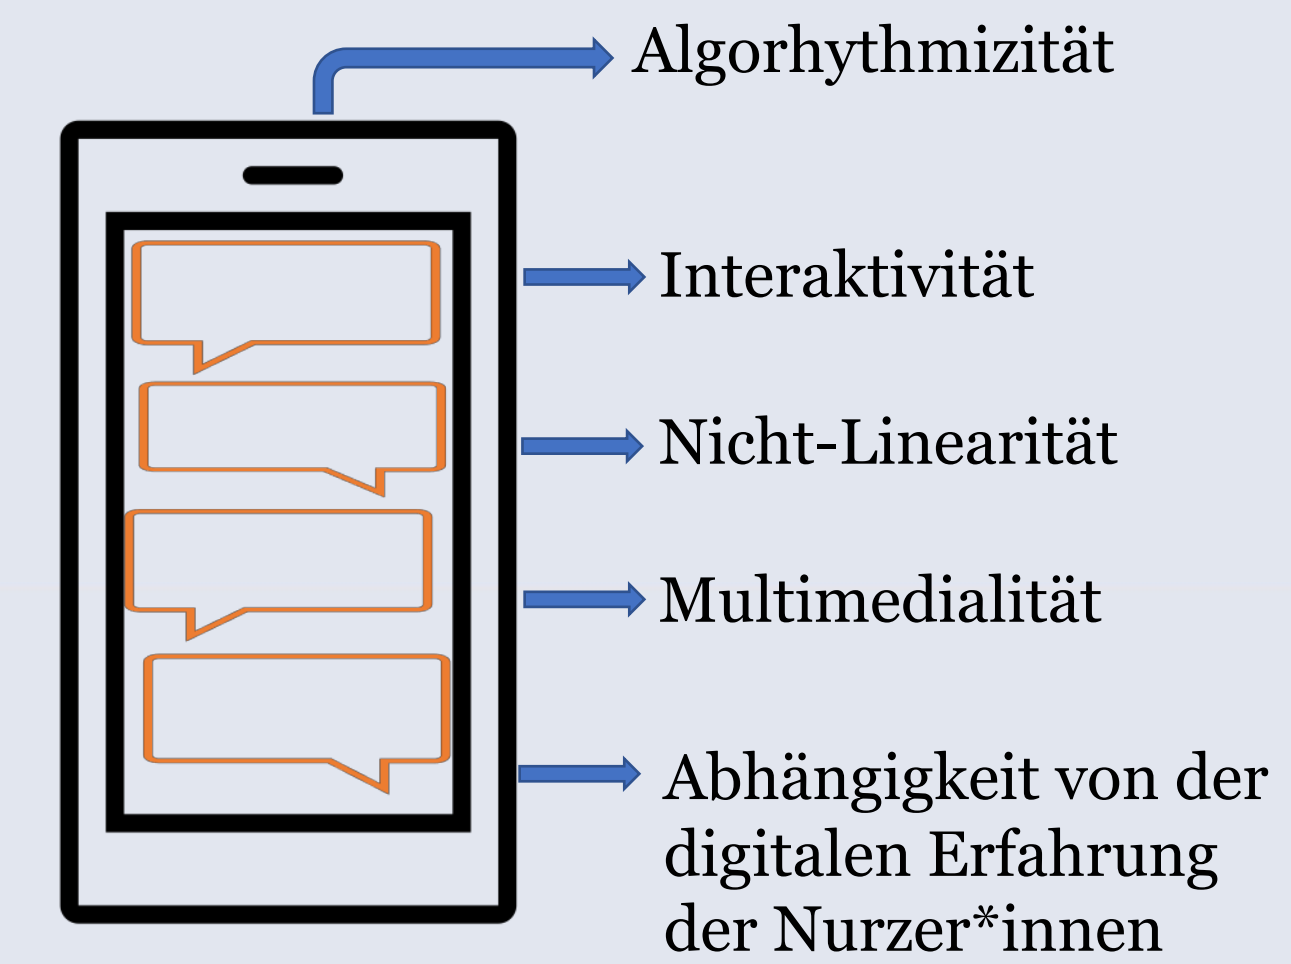 Algorhythmizität
Interaktivität
Nicht-Linearität
Multimedialität
Abhängigkeit von der
digitalen Erfahrung
der Nurzer*innen